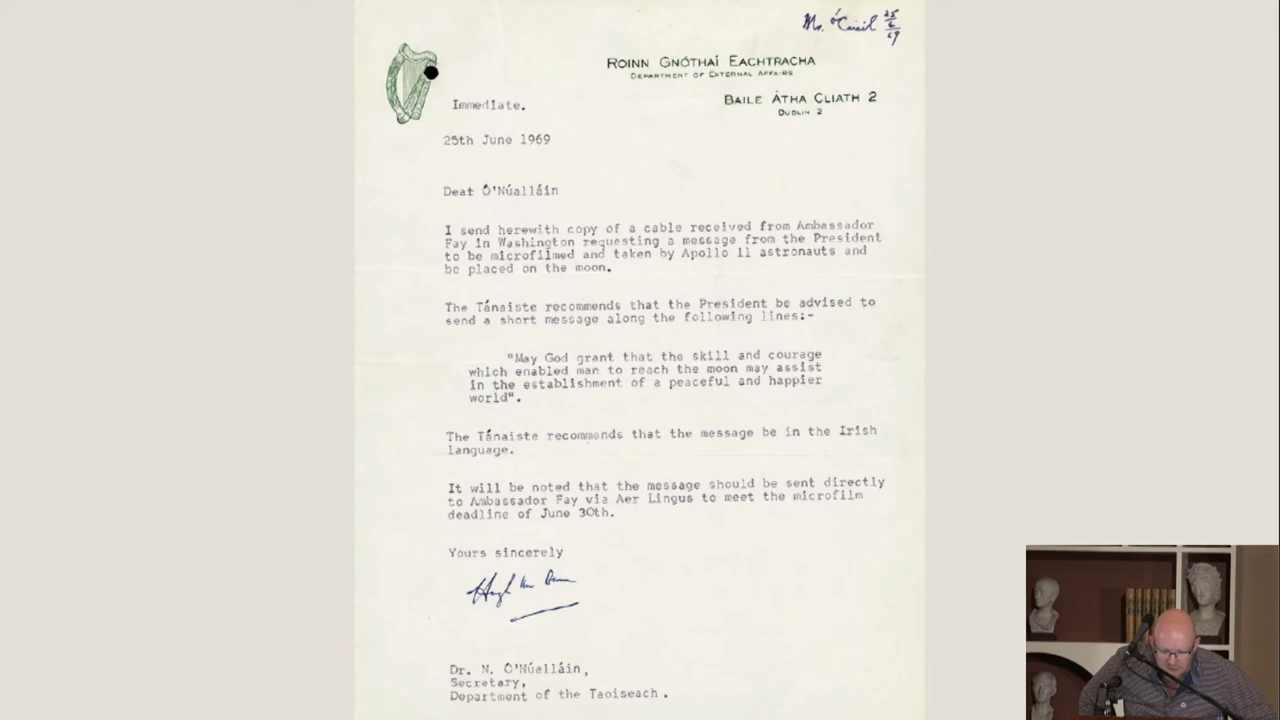 Mr. Ó'Caisil 25/6/69
ROINN GNÓTHAÍ EACHTRACHA
DEPARTMENT OF EXTERNAL AFFAIRS
BAILE ÁTHA CLIATH 2
DUBLIN 2
Immediate.
25th June 1969
Deat Ó'Núalláin
I send herewith copy of a cable received from Ambassador
Fay in Washington requesting a message from the President
to be microfilmed and taken by Apollo 11 astronauts and
be placed on the moon.
The Tánaiste recommends that the President be advised to
send a short message along the following lines:-
"May God grant that the skill and courage
which enabled man to reach the moon may assist
in the establishment of a peaceful and happier
world".
The Tánaiste recommends that the message be in the Irish
language.
It will be noted that the message should be sent directly
to Ambassador Fay via Aer Lingus to meet the microfilm
deadline of June 30th.
Yours sincerely
Hugh
Dr. N. Ó'Núalláin,
Secretary,
Department of the Taoiseach.